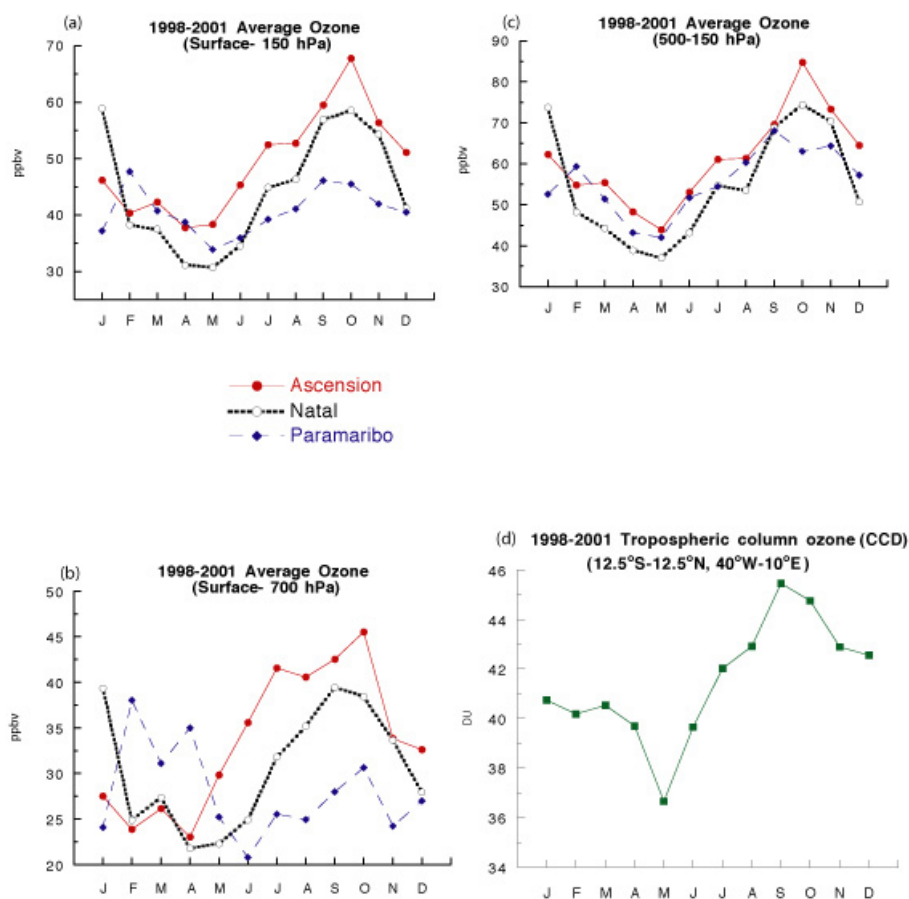 (a)
1998-2001 Average Ozone
(Surface- 150 hPa)
70
60
50
40
30
ppbv
J F M A M J J A S O N D
(c)
1998-2001 Average Ozone
(500-150 hPa)
90
80
70
60
50
40
30
ppbv
J F M A M J J A S O N D
Ascension
Natal
Paramaribo
(b)
1998-2001 Average Ozone
(Surface- 700 hPa)
50
45
40
35
30
25
20
ppbv
J F M A M J J A S O N D
(d) 1998-2001 Tropospheric column ozone (CCD)
(12.5°S-12.5°N, 40°W-10°E)
46
44
42
40
38
36
34
DU
J F M A M J J A S O N D